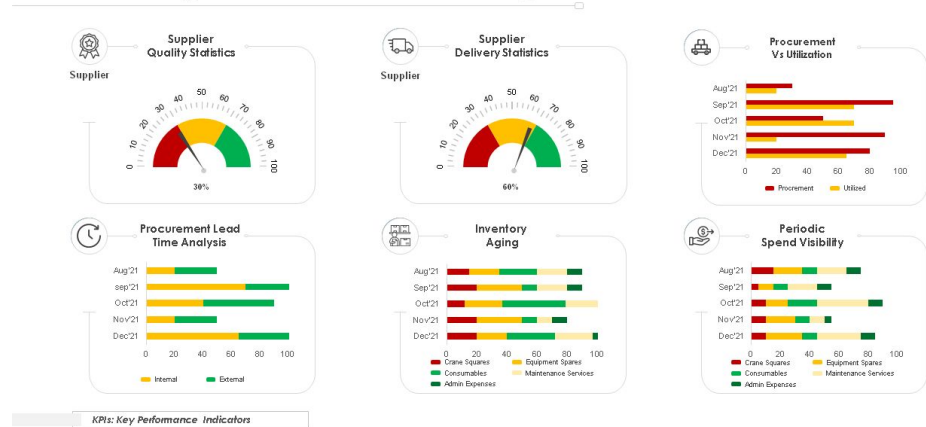 Supplier
Quality Statistics
Supplier
0 10 20 30 40 50 60 70 80 90 100
30%
Supplier
Delivery Statistics
Supplier
0 10 20 30 40 50 60 70 80 90 100
60%
Procurement
Vs Utilization
Aug'21
Sep'21
Oct'21
Nov'21
Dec'21
0 20 40 60 80 100
Procurement Utilized
Procurement Lead
Time Analysis
Aug'21
sep'21
Oct'21
Nov'21
Dec'21
0 20 40 60 80 100
Internal External
Inventory
Aging
Aug'21
Sep'21
Oct'21
Nov'21
Dec'21
0 20 40 60 80 100
Crane Squares Equipment Spares
Consumables Maintenance Services
Admin Expenses
Periodic
Spend Visibility
Aug'21
Sep'21
Oct'21
Nov'21
Dec'21
0 20 40 60 80 100
Crane Squares Equipment Spares
Consumables Maintenance Services
Admin Expenses
KPIs: Key Performance Indicators